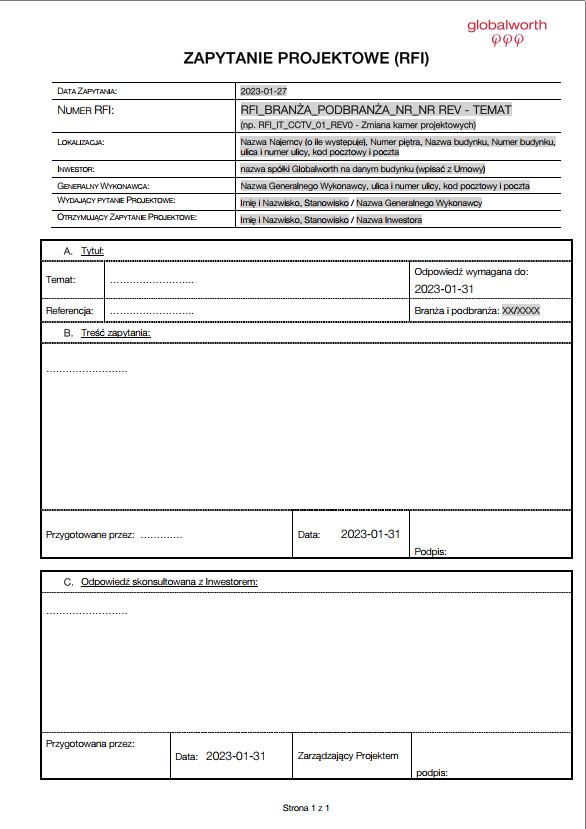 globalworth
ZAPYTANIE PROJEKTOWE (RFI)
DATA ZAPYTANIA: 2023-01-27
NUMER RFI: RFI_BRANŻA_PODBRANŻA_NR_NR REV - TEMAT
(np. RFI_IT_CCTV_01_REV0 - Zmiana kamer projektowych)
LOKALIZACJA: Nazwa Najemcy (o ile występuje), Numer piętra, Nazwa budynku, Numer budynku,
ulica i numer ulicy, kod pocztowy i poczta
INWESTOR: nazwa spółki Globalworth na danym budynku (wpisać z Umowy)
GENERALNY WYKONAWCA: Nazwa Generalnego Wykonawcy, ulica i numer ulicy, kod pocztowy i poczta
WYDAJĄCY PYTANIE PROJEKTOWE: Imię i Nazwisko, Stanowisko / Nazwa Generalnego Wykonawcy
OTRZYMUJĄCY ZAPYTANIE PROJEKTOWE: Imię i Nazwisko, Stanowisko / Nazwa Inwestora
A. Tytuł:
Temat: ……………………..
Odpowiedź wymagana do:
2023-01-31
Referencja: ……………………..
Branża i podbranża: XX/XXXX
B. Treść zapytania:
……………………
Przygotowane przez: ………… Data: 2023-01-31 Podpis:
C. Odpowiedź skonsultowana z Inwestorem:
……………………
Przygotowana przez: Data: 2023-01-31 Zarządzający Projektem podpis:
Strona 1 z 1